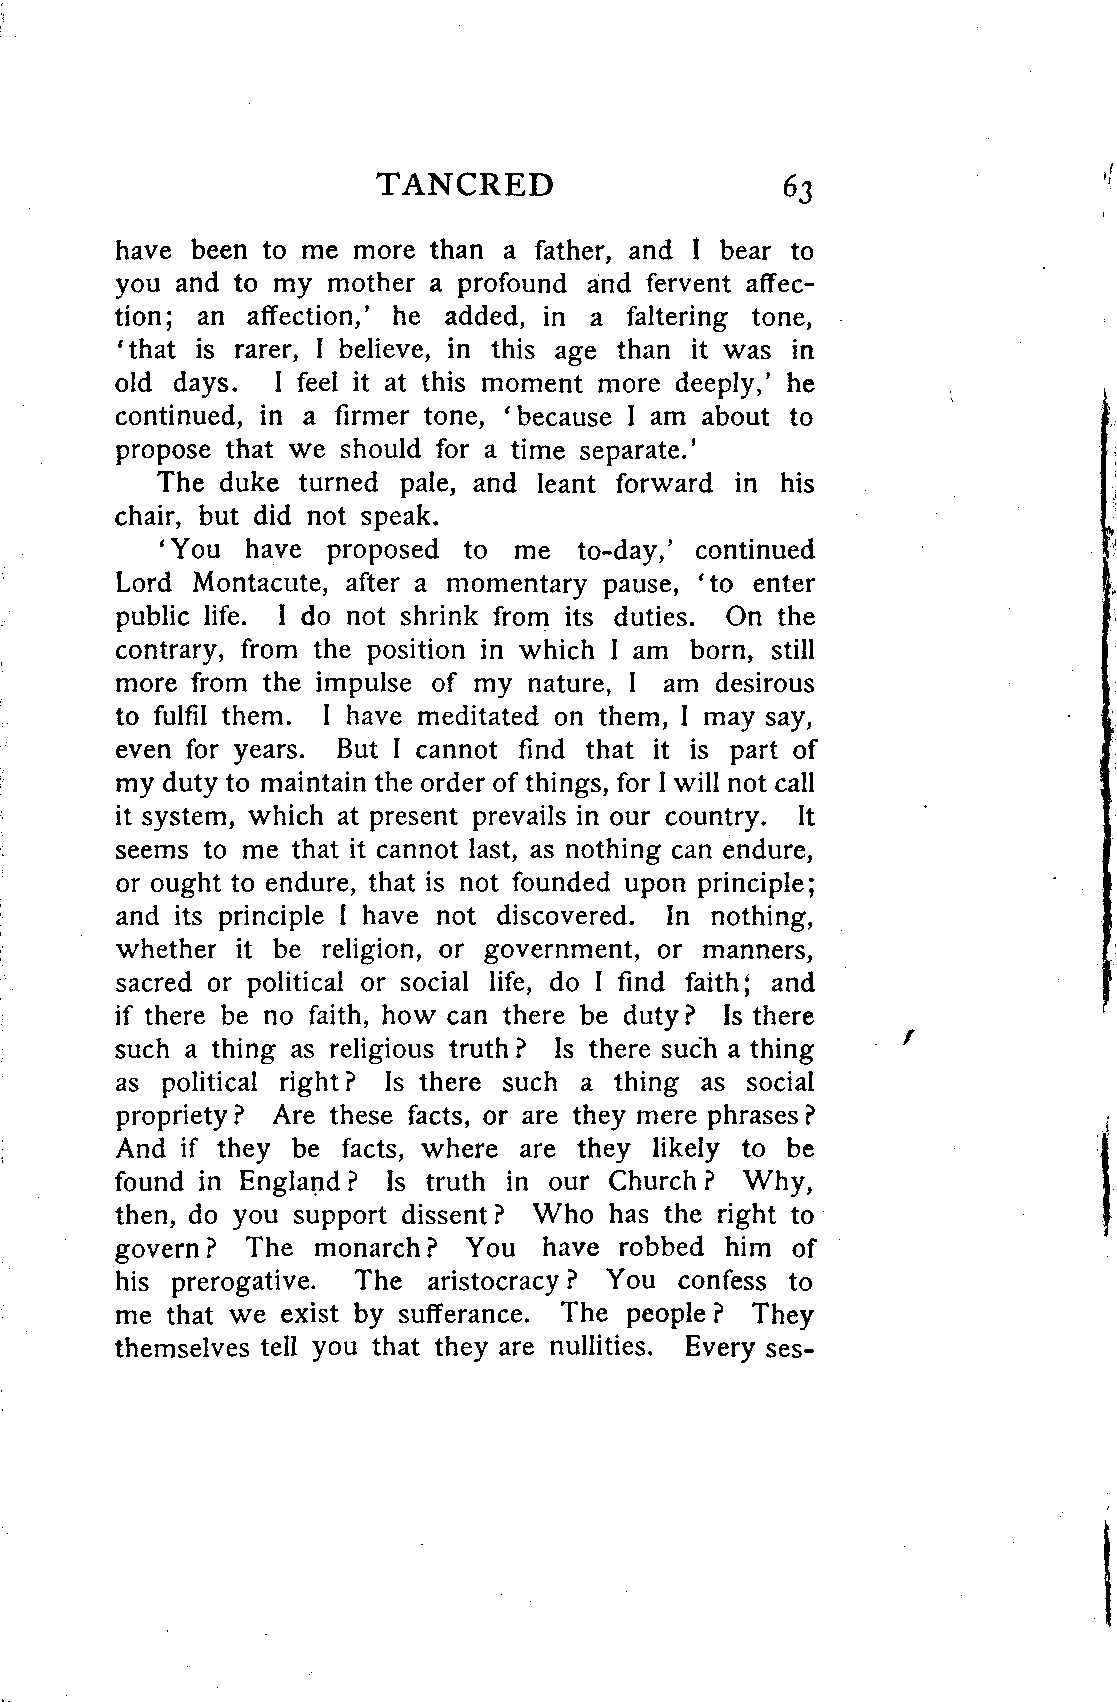 TANCRED 63
have been to me more than a father, and I bear to
you and to my mother a profound and fervent affec-
tion; an affection,' he added, in a faltering tone,
'that is rarer, I believe, in this age than it was in
old days. I feel it at this moment more deeply,' he
continued, in a firmer tone, 'because I am about to
propose that we should for a time separate.'
The duke turned pale, and leant forward in his
chair, but did not speak.
'You have proposed to me to-day,' continued
Lord Montacute, after a momentary pause, 'to enter
public life. I do not shrink from its duties. On the
contrary, from the position in which I am born, still
more from the impulse of my nature, I am desirous
to fulfil them. I have meditated on them, I may say,
even for years. But I cannot find that it is part of
my duty to maintain the order of things, for I will not call
it system, which at present prevails in our country. It
seems to me that it cannot last, as nothing can endure,
or ought to endure, that is not founded upon principle;
and its principle I have not discovered. In nothing,
whether it be religion, or government, or manners,
sacred or political or social life, do I find faith; and
if there be no faith, how can there be duty? Is there
such a thing as religious truth? Is there such a thing
as political right? Is there such a thing as social
propriety? Are these facts, or are they mere phrases?
And if they be facts, where are they likely to be
found in England? Is truth in our Church? Why,
then, do you support dissent? Who has the right to
govern? The monarch? You have robbed him of
his prerogative. The aristocracy? You confess to
me that we exist by sufferance. The people? They
themselves tell you that they are nullities. Every ses-